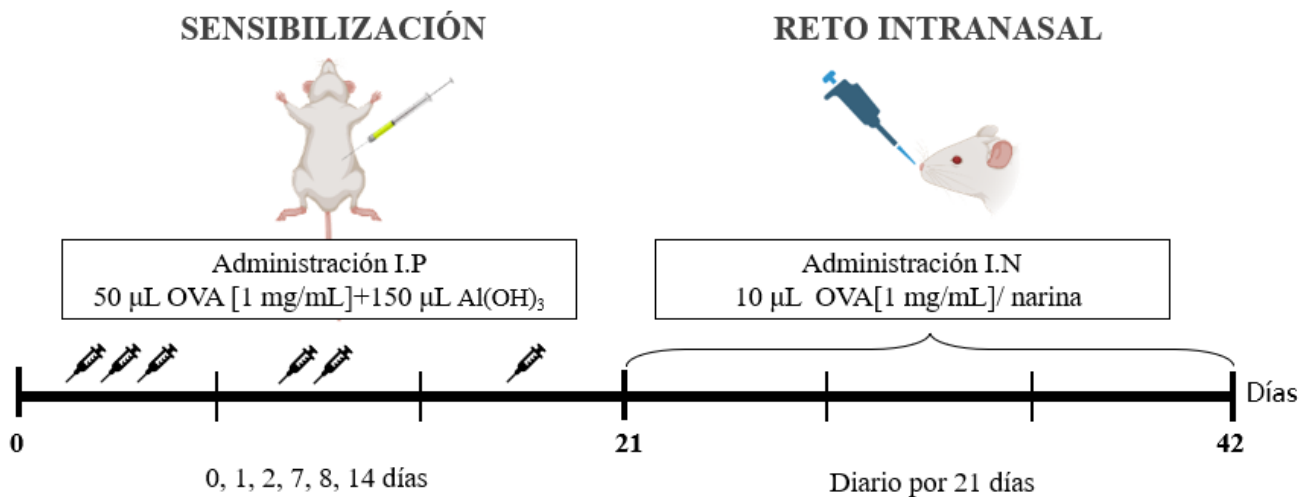 SENSIBILIZACIÓN
RETO INTRANASAL
Administración I.P
50 μL OVA [1 mg/mL]+150 μL Al(OH)₃
Administración I.N
10 μL OVA[1 mg/mL]/ narina
Días
0
21
42
0, 1, 2, 7, 8, 14 días
Diario por 21 días